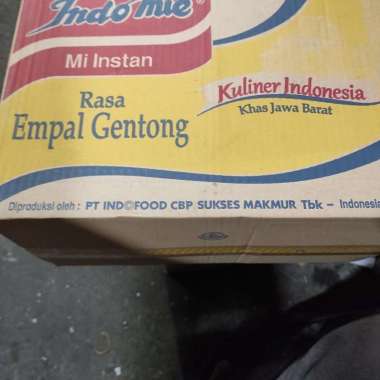 Indomie
Mi Instan
Rasa
Empal Gentong
Kuliner Indonesia
Khas Jawa Barat
Diproduksi oleh : PT INDOFOOD CBP SUKSES MAKMUR Tbk – Indonesia